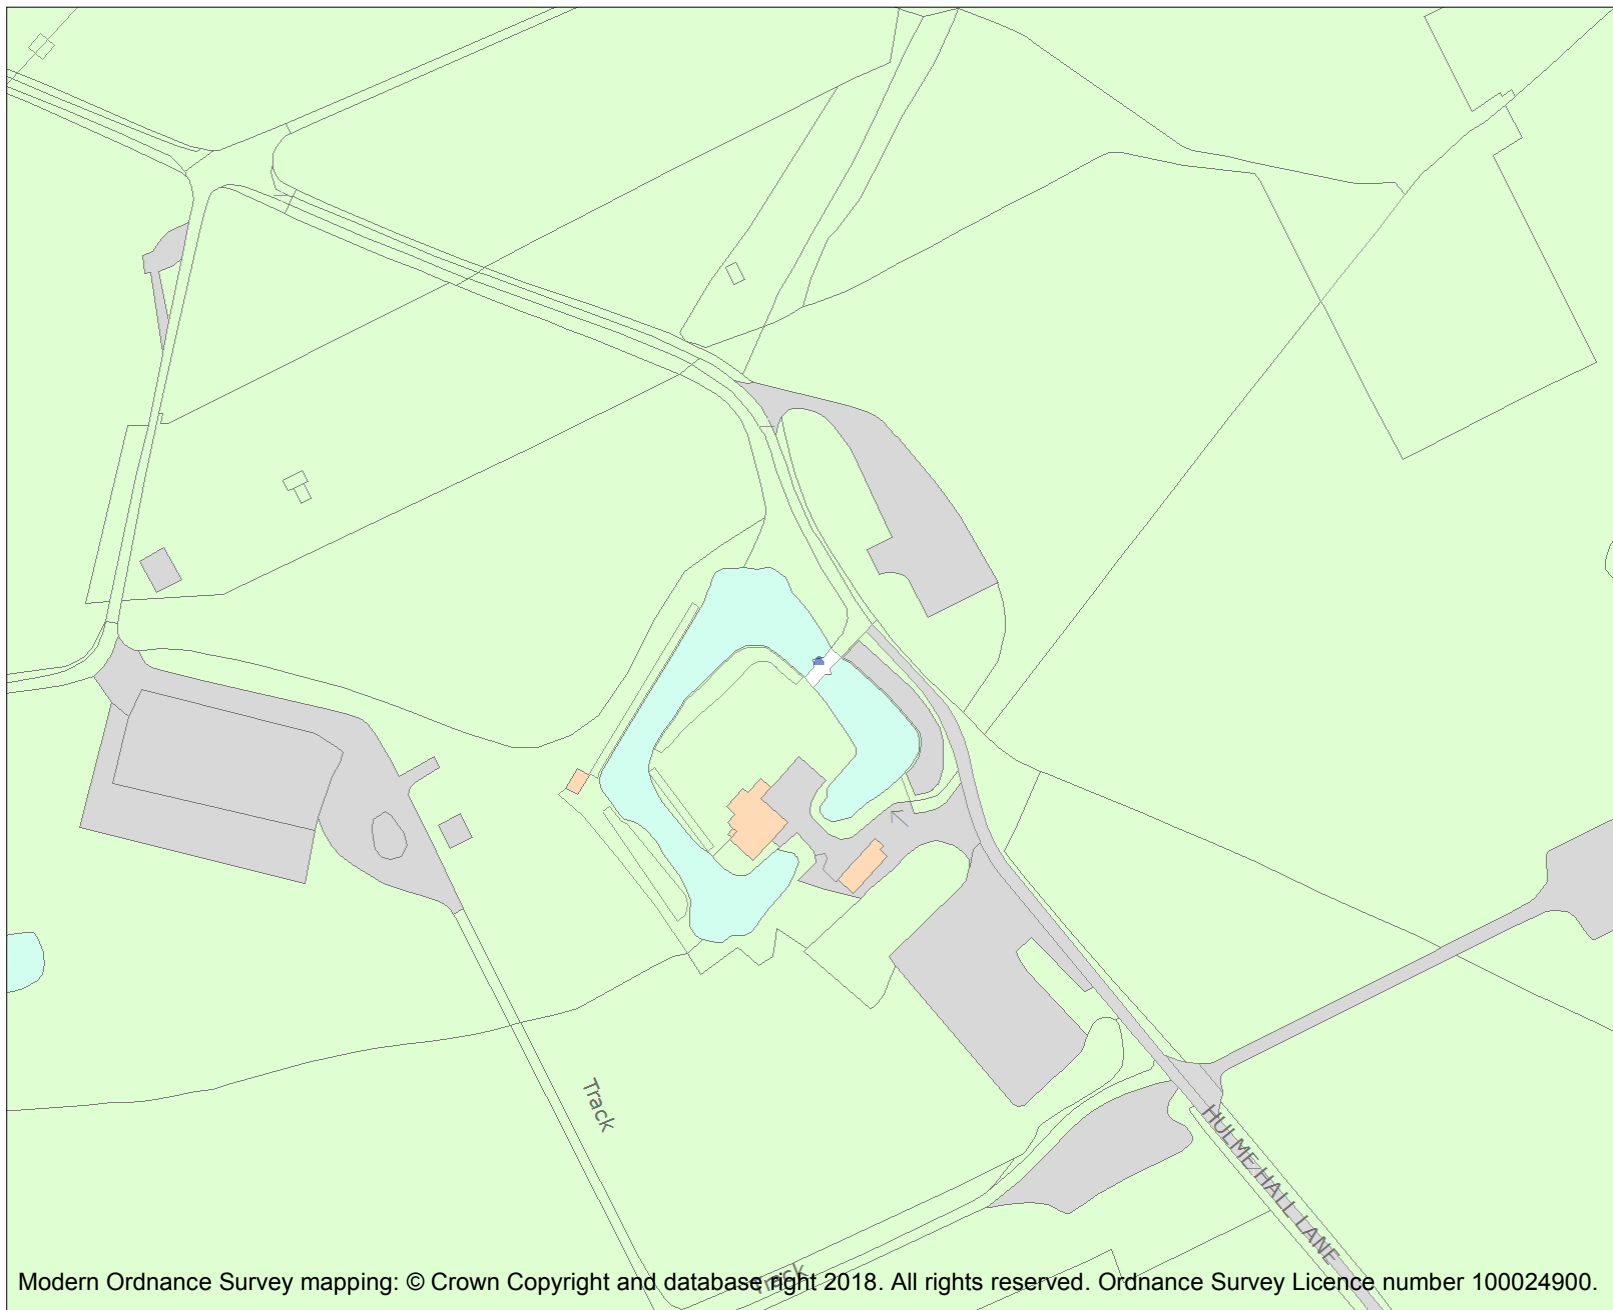 Track
HULME HALL LANE
Track
Modern Ordnance Survey mapping: © Crown Copyright and database right 2018. All rights reserved. Ordnance Survey Licence number 100024900.